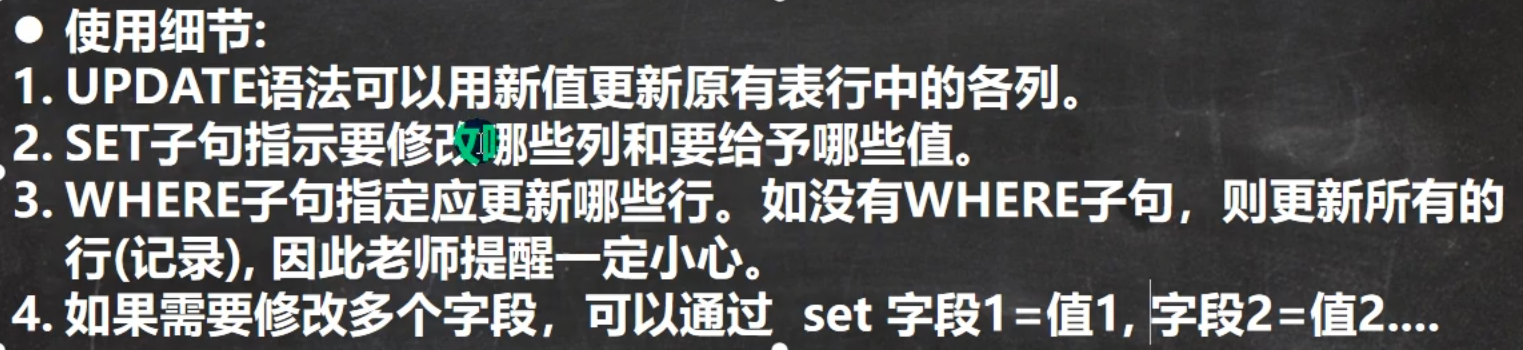 ● 使用细节:
1. UPDATE语法可以用新值更新原有表行中的各列。
2. SET子句指示要修改哪些列和要给予哪些值。
3. WHERE子句指定应更新哪些行。如没有WHERE子句，则更新所有的
行(记录), 因此老师提醒一定小心。
4. 如果需要修改多个字段，可以通过 set 字段1=值1, 字段2=值2....